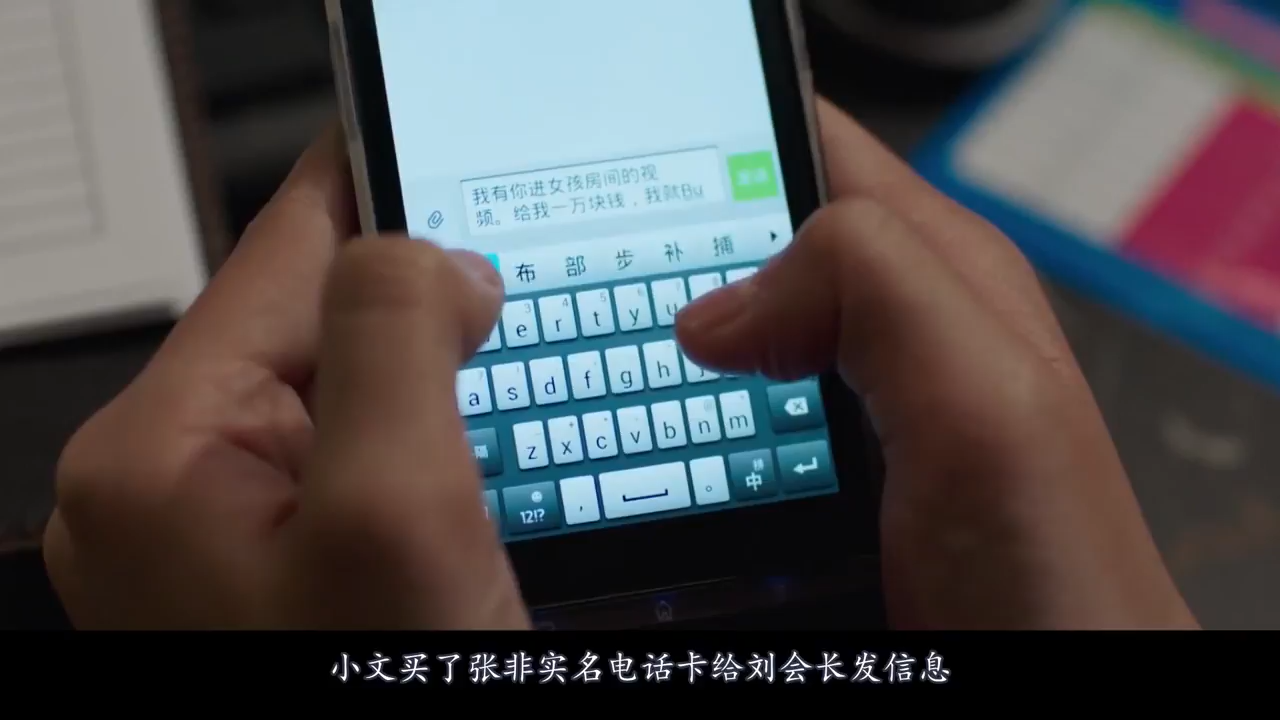 我有你进女孩房间的视
频。给我一万块钱，我就Bu
布 部 步 补 捕
e r t y u
a s d f g h
z x c v b n m
12!? , 。 中
小文买了张非实名电话卡给刘会长发信息